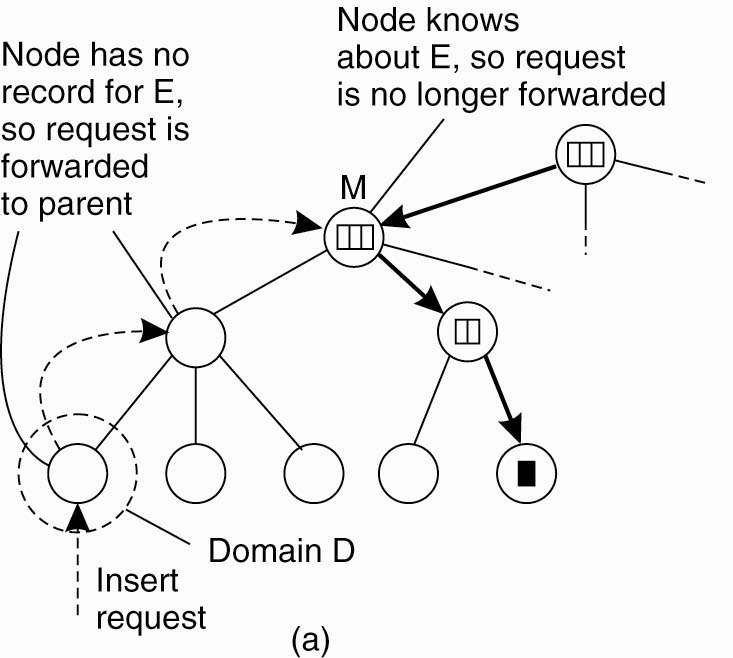 Node has no
record for E,
so request is
forwarded
to parent
Node knows
about E, so request
is no longer forwarded
M
Domain D
Insert
request
(a)